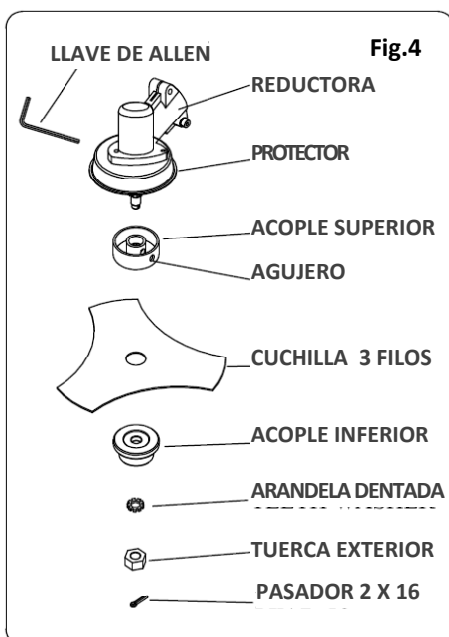 LLAVE DE ALLEN
Fig.4
REDUCTORA
PROTECTOR
ACOPLE SUPERIOR
AGUJERO
CUCHILLA 3 FILOS
ACOPLE INFERIOR
ARANDELA DENTADA
TUERCA EXTERIOR
PASADOR 2 X 16